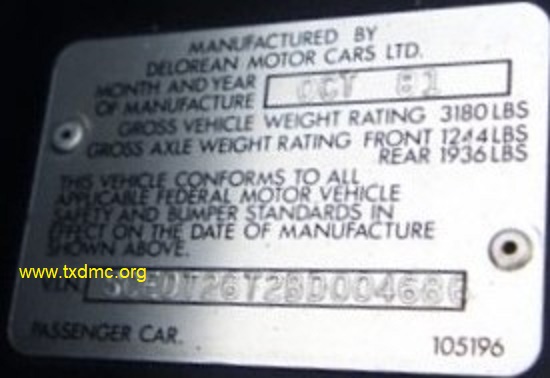 MANUFACTURED BY
DELOREAN MOTOR CARS LTD.
MONTH AND YEAR
OF MANUFACTURE OCT 81
GROSS VEHICLE WEIGHT RATING 3180 LBS
GROSS AXLE WEIGHT RATING FRONT 1244 LBS
REAR 1936 LBS
THIS VEHICLE CONFORMS TO ALL
APPLICABLE FEDERAL MOTOR VEHICLE
SAFETY AND BUMPER STANDARDS IN
EFFECT ON THE DATE OF MANUFACTURE
SHOWN ABOVE.
www.txdmc.org
VIN
PASSENGER CAR.
105196